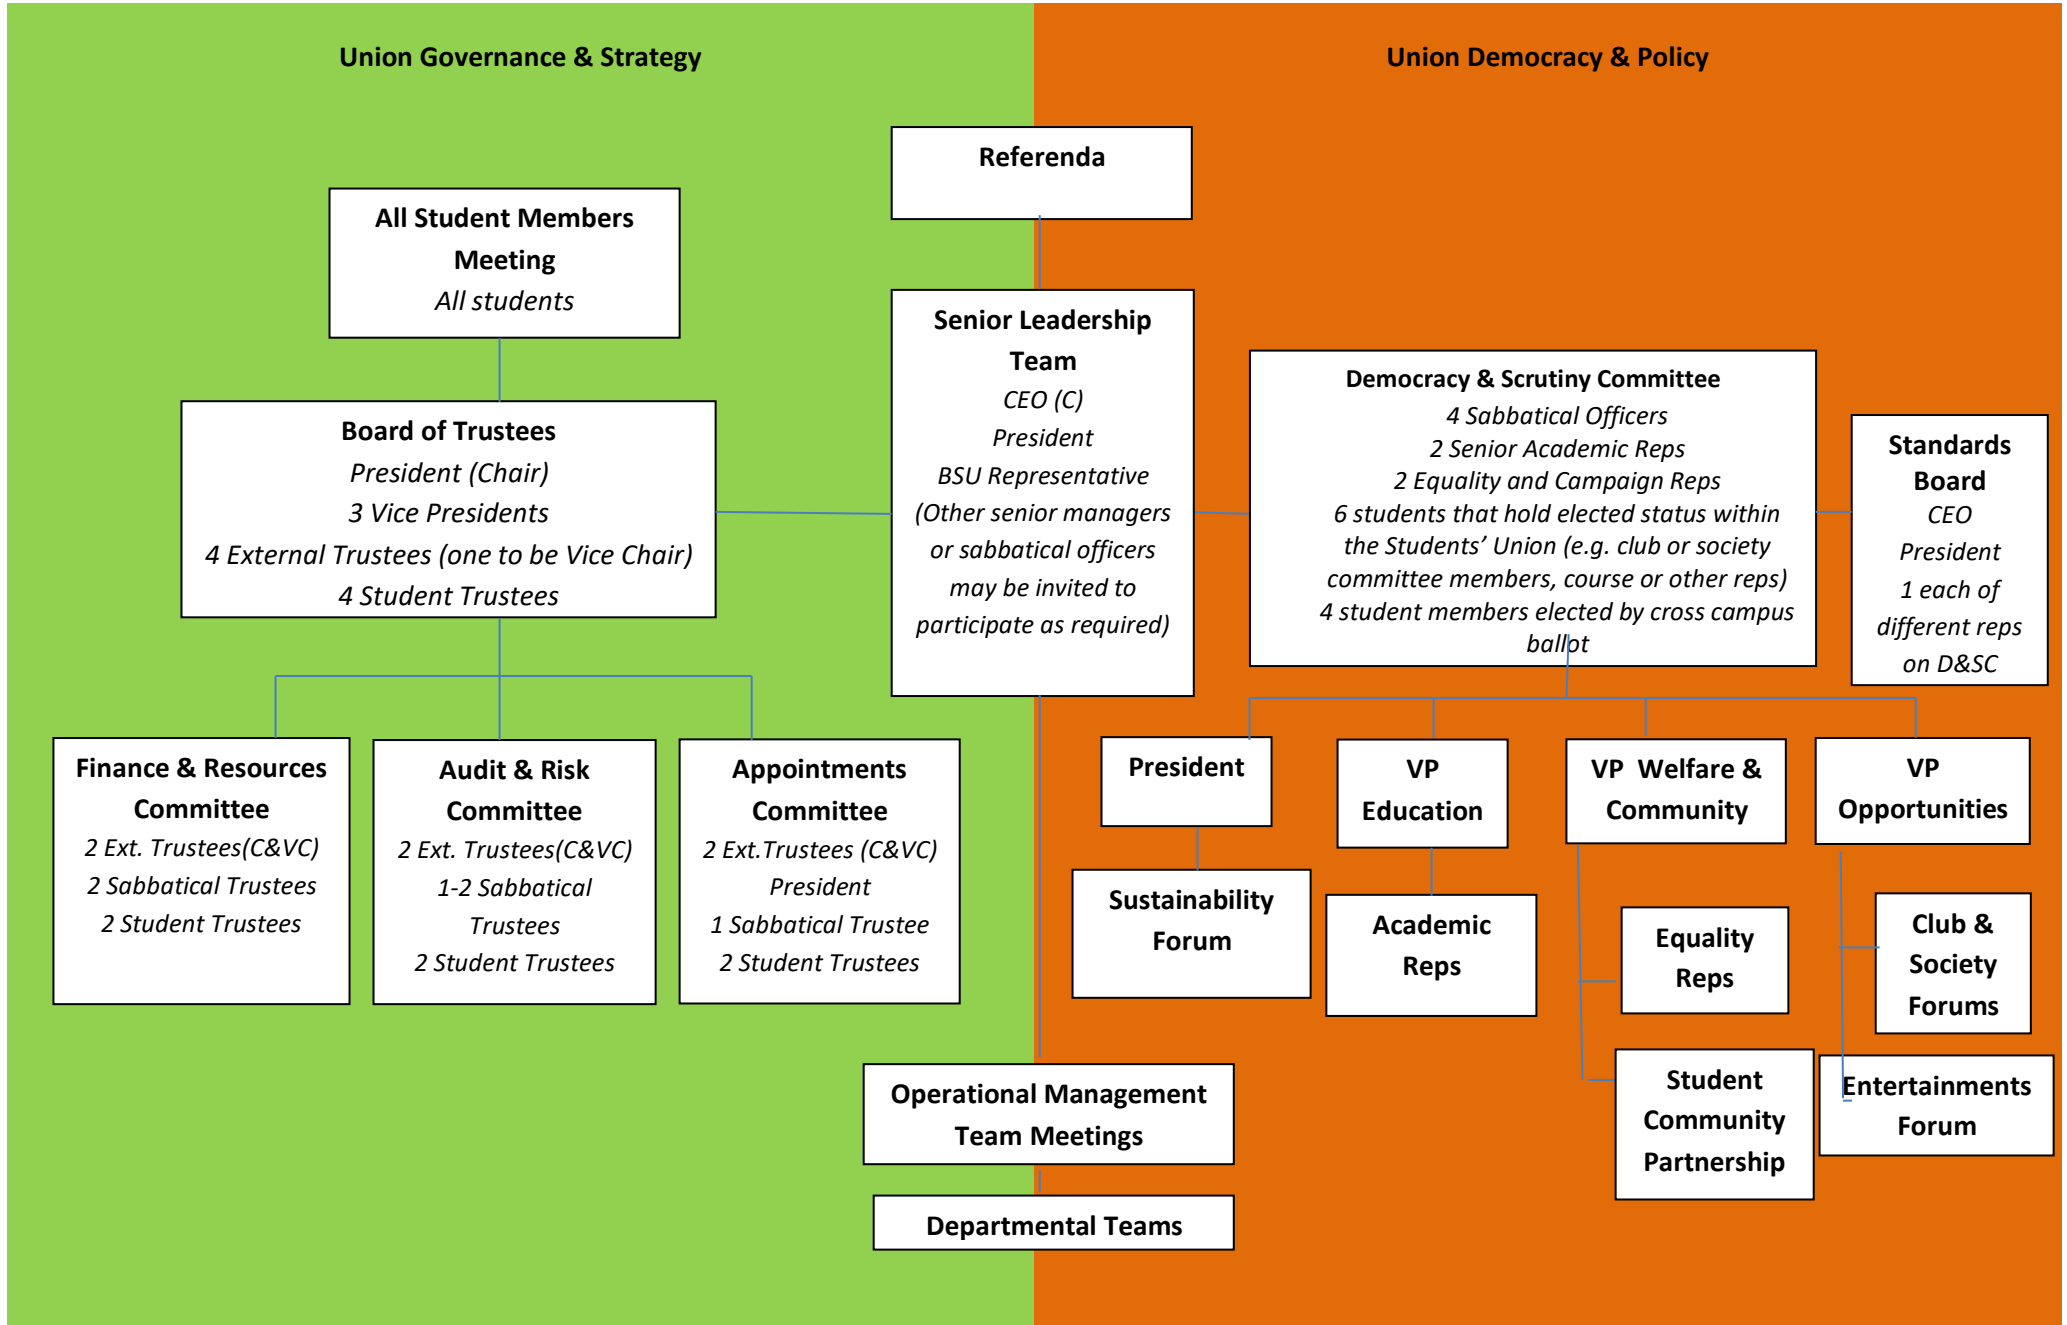 Union Governance & Strategy
Union Democracy & Policy
Referenda
All Student Members
Meeting
All students
Senior Leadership
Team
CEO (C)
President
BSU Representative
(Other senior managers
or sabbatical officers
may be invited to
participate as required)
Board of Trustees
President (Chair)
3 Vice Presidents
4 External Trustees (one to be Vice Chair)
4 Student Trustees
Democracy & Scrutiny Committee
4 Sabbatical Officers
2 Senior Academic Reps
2 Equality and Campaign Reps
6 students that hold elected status within
the Students’ Union (e.g. club or society
committee members, course or other reps)
4 student members elected by cross campus
ballot
Standards
Board
CEO
President
1 each of
different reps
on D&SC
Finance & Resources
Committee
2 Ext. Trustees(C&VC)
2 Sabbatical Trustees
2 Student Trustees
Audit & Risk
Committee
2 Ext. Trustees(C&VC)
1-2 Sabbatical
Trustees
2 Student Trustees
Appointments
Committee
2 Ext.Trustees (C&VC)
President
1 Sabbatical Trustee
2 Student Trustees
President
VP
Education
VP Welfare &
Community
VP
Opportunities
Sustainability
Forum
Academic
Reps
Equality
Reps
Club &
Society
Forums
Student
Community
Partnership
Entertainments
Forum
Operational Management
Team Meetings
Departmental Teams